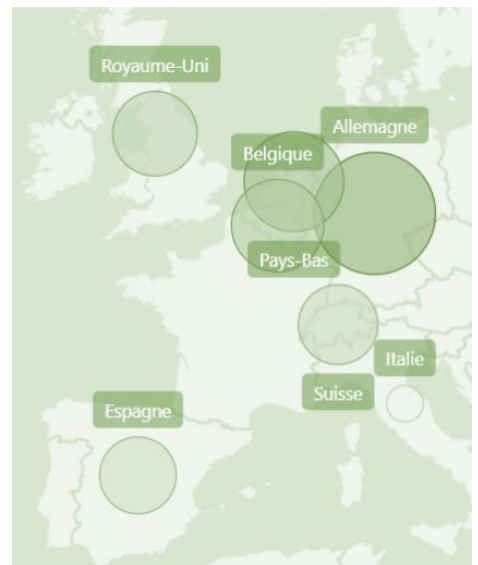 Royaume-Uni
Allemagne
Belgique
Pays-Bas
Italie
Suisse
Espagne